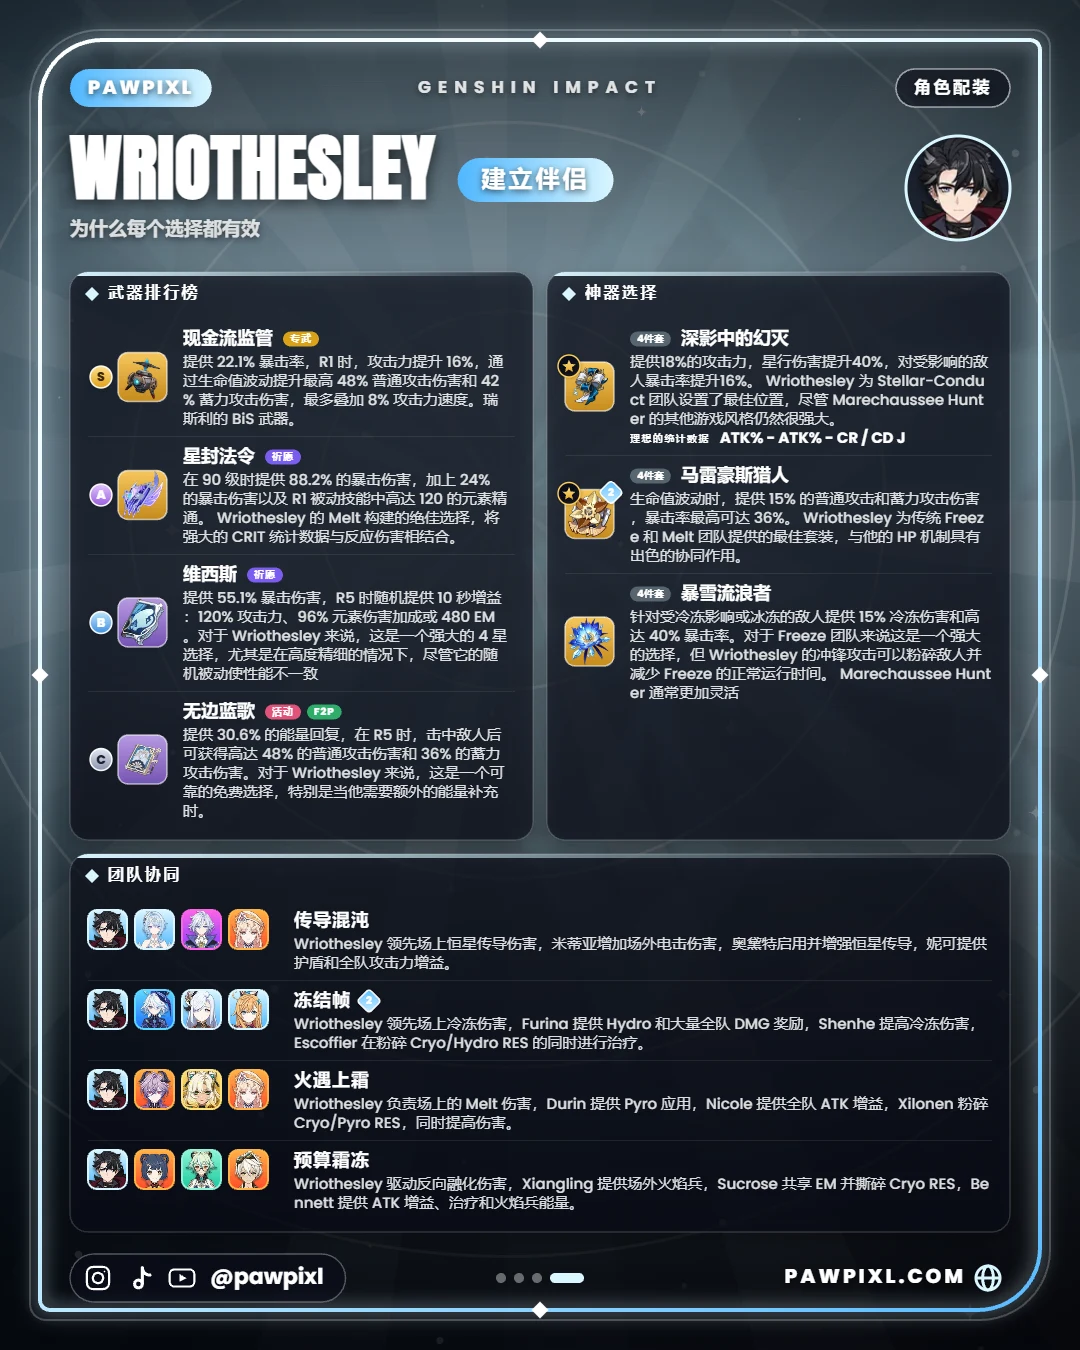 PAWPIXL
GENSHIN IMPACT
角色配装
WRIOTHESLEY
建立伴侣
为什么每个选择都有效
武器排行榜
S
现金流监管 专武
提供 22.1% 暴击率，R1 时，攻击力提升 16%，通
过生命值波动提升最高 48% 普通攻击伤害和 42
% 蓄力攻击伤害，最多叠加 8% 攻击力速度。瑞
斯利的 BiS 武器。
A
星封法令 祈愿
在 90 级时提供 88.2% 的暴击伤害，加上 24%
的暴击伤害以及 R1 被动技能中高达 120 的元素精
通。 Wriothesley 的 Melt 构建的绝佳选择，将
强大的 CRIT 统计数据与反应伤害相结合。
B
维西斯 祈愿
提供 55.1% 暴击伤害，R5 时随机提供 10 秒增益
：120% 攻击力、96% 元素伤害加成或 480 EM
。对于 Wriothesley 来说，这是一个强大的 4 星
选择，尤其是在高度精细的情况下，尽管它的随
机被动使性能不一致
C
无边蓝歌 活动 F2P
提供 30.6% 的能量回复，在 R5 时，击中敌人后
可获得高达 48% 的普通攻击伤害和 36% 的蓄力
攻击伤害。对于 Wriothesley 来说，这是一个可
靠的免费选择，特别是当他需要额外的能量补充
时。
神器选择
4件套 深影中的幻灭
提供18%的攻击力，星行伤害提升40%，对受影响的敌
人暴击率提升16%。 Wriothesley 为 Stellar-Condu
ct 团队设置了最佳位置，尽管 Marechaussee Hunt
er 的其他游戏风格仍然很强大。
理想的统计数据 ATK% - ATK% - CR / CD J
4件套 马雷豪斯猎人
2
生命值波动时，提供 15% 的普通攻击和蓄力攻击伤害
，暴击率最高可达 36%。 Wriothesley 为传统 Freez
e 和 Melt 团队提供的最佳套装，与他的 HP 机制具有
出色的协同作用。
4件套 暴雪流浪者
针对受冷冻影响或冰冻的敌人提供 15% 冷冻伤害和高
达 40% 暴击率。对于 Freeze 团队来说这是一个强大
的选择，但 Wriothesley 的冲锋攻击可以粉碎敌人并
减少 Freeze 的正常运行时间。 Marechaussee Hunt
er 通常更加灵活
团队协同
传导混沌
Wriothesley 领先场上恒星传导伤害，米蒂亚增加场外电击伤害，奥黛特启用并增强恒星传导，妮可提供
护盾和全队攻击力增益。
冻结帧 2
Wriothesley 领先场上冷冻伤害，Furina 提供 Hydro 和大量全队 DMG 奖励，Shenhe 提高冷冻伤害，
Escoffier 在粉碎 Cryo/Hydro RES 的同时进行治疗。
火遇上霜
Wriothesley 负责场上的 Melt 伤害，Durin 提供 Pyro 应用，Nicole 提供全队 ATK 增益，Xilonen 粉碎
Cryo/Pyro RES，同时提高伤害。
预算霜冻
Wriothesley 驱动反向融化伤害，Xiangling 提供场外火焰兵，Sucrose 共享 EM 并撕碎 Cryo RES，Be
nnett 提供 ATK 增益、治疗和火焰兵能量。
@pawpixl
PAWPIXL.COM